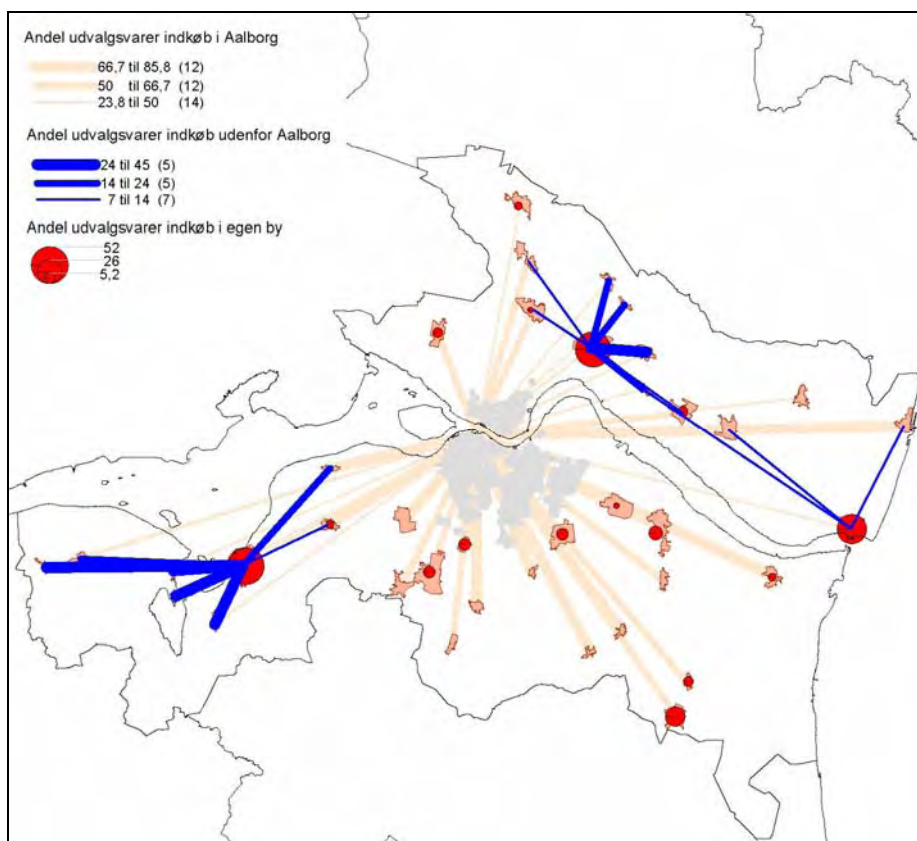 Andel udvalgsvarer indkøb i Aalborg
66,7 til 85,8 (12)
50 til 66,7 (12)
23,8 til 50 (14)
Andel udvalgsvarer indkøb udenfor Aalborg
24 til 45 (5)
14 til 24 (5)
7 til 14 (7)
Andel udvalgsvarer indkøb i egen by
52
26
5,2